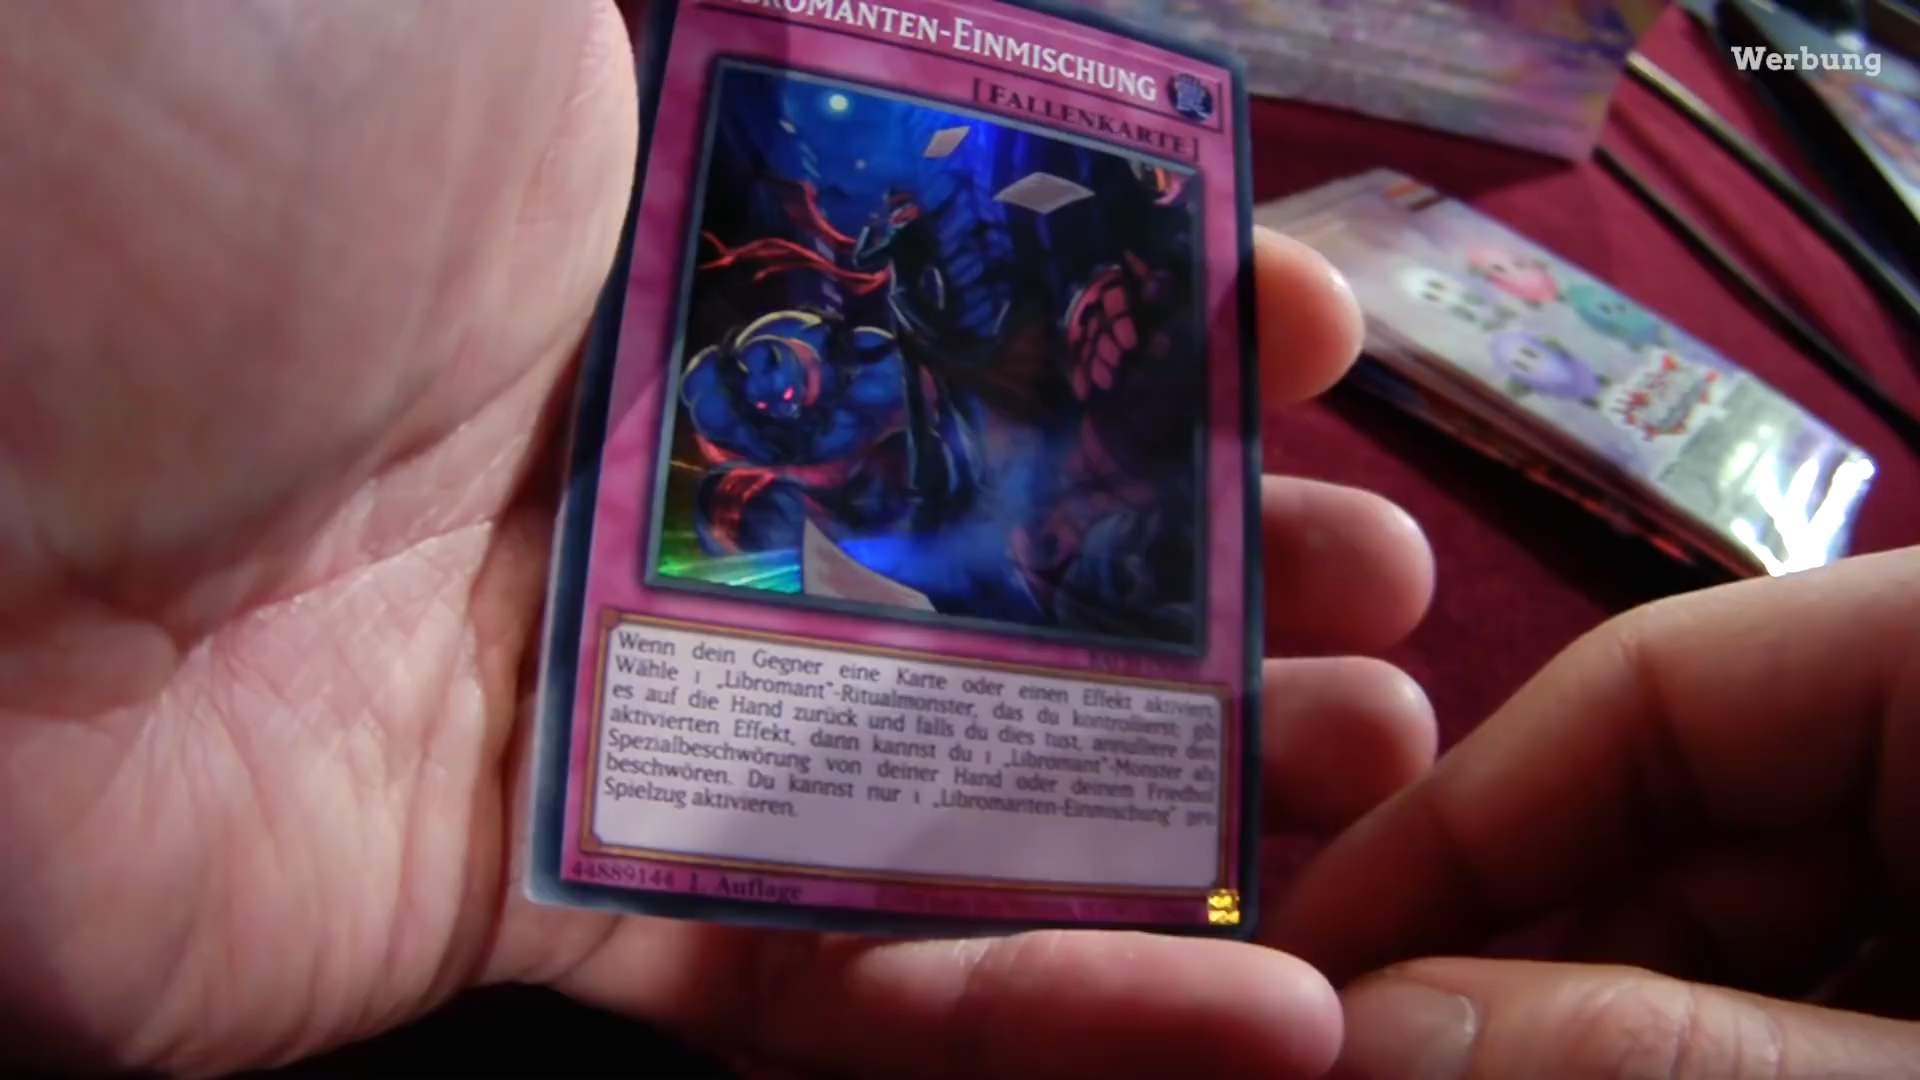 Werbung
BROMANTEN-EINMISCHUNG
[FALLENKARTE]
Wenn dein Gegner eine Karte oder einen Effekt aktiviert:
Wähle 1 „Libromant"-Ritualmonster, das du kontrollierst; gib
es auf die Hand zurück und falls du dies tust, annulliere den
aktivierten Effekt, dann kannst du 1 „Libromant"-Monster als
Spezialbeschwörung von deiner Hand oder deinem Friedhof
beschwören. Du kannst nur 1 „Libromanten-Einmischung" pro
Spielzug aktivieren.
44889144 1. Auflage